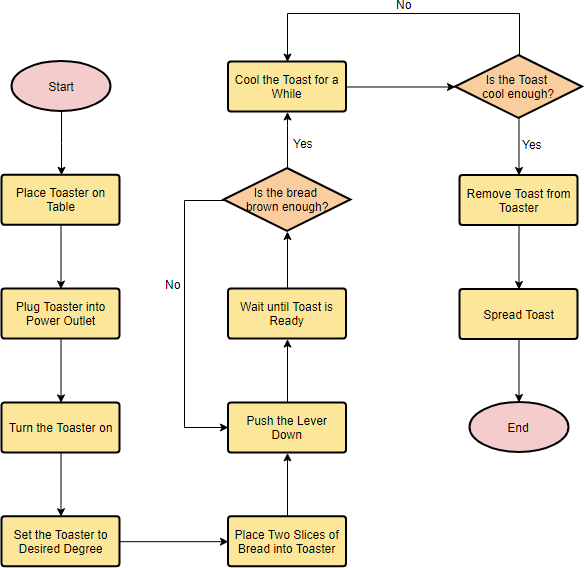 Start
Place Toaster on
Table
Plug Toaster into
Power Outlet
Turn the Toaster on
Set the Toaster to
Desired Degree
Place Two Slices of
Bread into Toaster
Push the Lever
Down
Wait until Toast is
Ready
Is the bread
brown enough?
No
Yes
Cool the Toast for a
While
Is the Toast
cool enough?
No
Yes
Remove Toast from
Toaster
Spread Toast
End